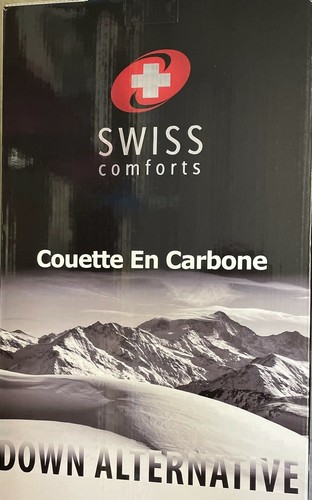 SWISS
comforts
Couette En Carbone
DOWN ALTERNATIVE